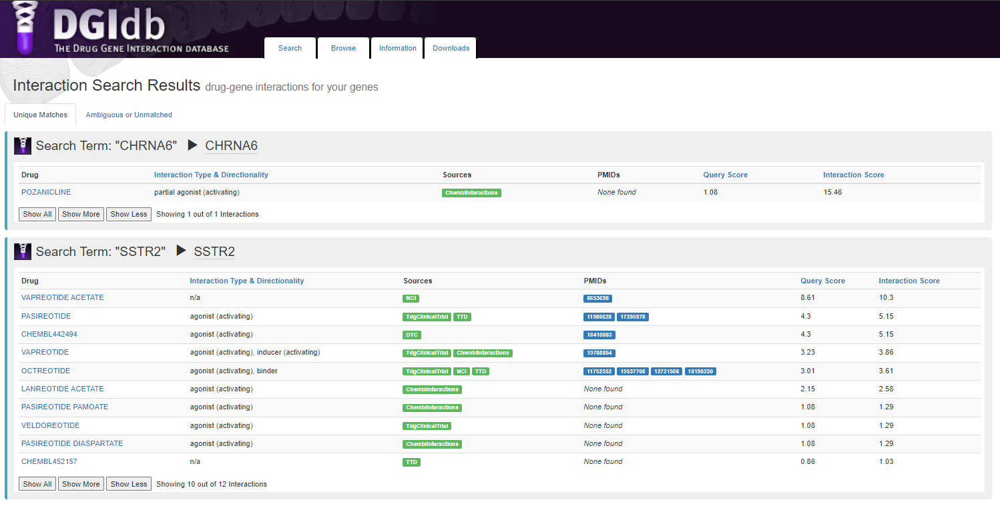 DGIdb
THE DRUG GENE INTERACTION DATABASE
Search Browse Information Downloads
Interaction Search Results drug-gene interactions for your genes
Unique Matches Ambiguous or Unmatched
Search Term: "CHRNA6" ▶ CHRNA6
Drug Interaction Type & Directionality Sources PMIDs Query Score Interaction Score
POZANICLINE partial agonist (activating) ChemblInteractions None found 1.08 15.46
Show All Show More Show Less Showing 1 out of 1 Interactions
Search Term: "SSTR2" ▶ SSTR2
Drug Interaction Type & Directionality Sources PMIDs Query Score Interaction Score
VAPREOTIDE ACETATE n/a NCI 8653698 8.61 10.3
PASIREOTIDE agonist (activating) TdgClinicalTrial TTD 11980628 17395978 4.3 5.15
CHEMBL442494 agonist (activating) DTC 18410083 4.3 5.15
VAPREOTIDE agonist (activating), inducer (activating) TdgClinicalTrial ChemblInteractions 19708854 3.23 3.86
OCTREOTIDE agonist (activating), binder TdgClinicalTrial NCI TTD 11752352 19537708 12721506 18198230 3.01 3.61
LANREOTIDE ACETATE agonist (activating) ChemblInteractions None found 2.15 2.58
PASIREOTIDE PAMOATE agonist (activating) ChemblInteractions None found 1.08 1.29
VELDOREOTIDE agonist (activating) TdgClinicalTrial None found 1.08 1.29
PASIREOTIDE DIASPARTATE agonist (activating) ChemblInteractions None found 1.08 1.29
CHEMBL452157 n/a TTD None found 0.86 1.03
Show All Show More Show Less Showing 10 out of 12 Interactions